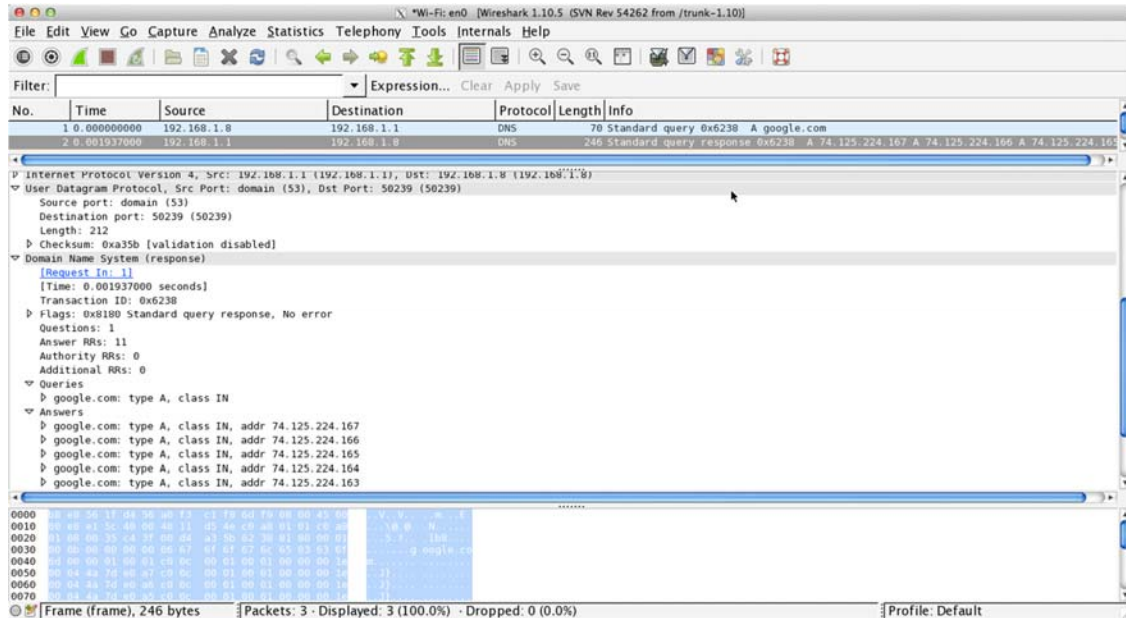 *Wi-Fi: en0 [Wireshark 1.10.5 (SVN Rev 54262 from /trunk-1.10)]
File Edit View Go Capture Analyze Statistics Telephony Tools Internals Help
Filter: Expression... Clear Apply Save
No. Time Source Destination Protocol Length Info
1 0.000000000 192.168.1.8 192.168.1.1 DNS 70 Standard query 0x6238 A google.com
2 0.001937000 192.168.1.1 192.168.1.8 DNS 246 Standard query response 0x6238 A 74.125.224.167 A 74.125.224.166 A 74.125.224.165
Internet Protocol Version 4, Src: 192.168.1.1 (192.168.1.1), Dst: 192.168.1.8 (192.168.1.8)
User Datagram Protocol, Src Port: domain (53), Dst Port: 50239 (50239)
Source port: domain (53)
Destination port: 50239 (50239)
Length: 212
Checksum: 0xa35b [validation disabled]
Domain Name System (response)
[Request In: 1]
[Time: 0.001937000 seconds]
Transaction ID: 0x6238
Flags: 0x8180 Standard query response, No error
Questions: 1
Answer RRs: 11
Authority RRs: 0
Additional RRs: 0
Queries
google.com: type A, class IN
Answers
google.com: type A, class IN, addr 74.125.224.167
google.com: type A, class IN, addr 74.125.224.166
google.com: type A, class IN, addr 74.125.224.165
google.com: type A, class IN, addr 74.125.224.164
google.com: type A, class IN, addr 74.125.224.163
0000
0010
0020
0030
0040
0050
0060
0070
Frame (frame), 246 bytes Packets: 3 · Displayed: 3 (100.0%) · Dropped: 0 (0.0%) Profile: Default